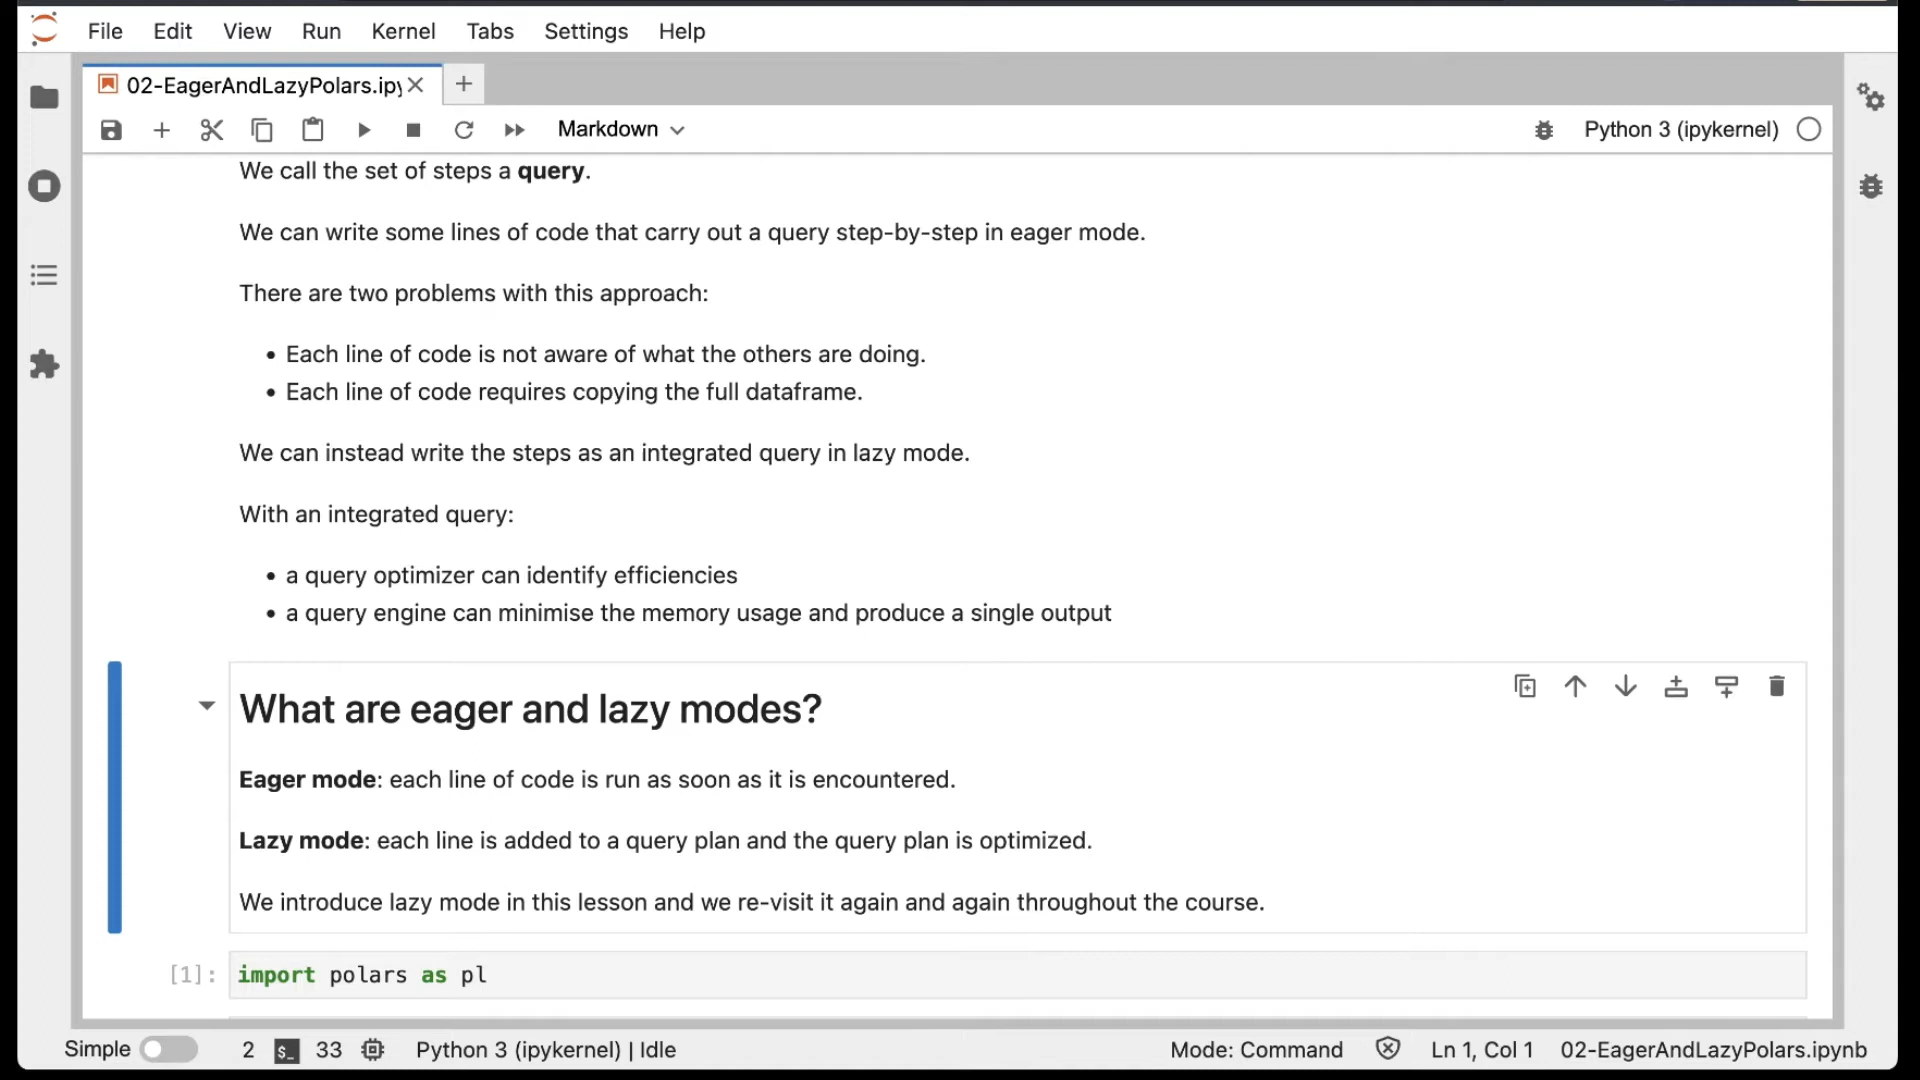 File Edit View Run Kernel Tabs Settings Help
02-EagerAndLazyPolars.ipy
Markdown
Python 3 (ipykernel)
We call the set of steps a query.
We can write some lines of code that carry out a query step-by-step in eager mode.
There are two problems with this approach:
• Each line of code is not aware of what the others are doing.
• Each line of code requires copying the full dataframe.
We can instead write the steps as an integrated query in lazy mode.
With an integrated query:
• a query optimizer can identify efficiencies
• a query engine can minimise the memory usage and produce a single output
What are eager and lazy modes?
Eager mode: each line of code is run as soon as it is encountered.
Lazy mode: each line is added to a query plan and the query plan is optimized.
We introduce lazy mode in this lesson and we re-visit it again and again throughout the course.
[1]: import polars as pl
Simple 2 $_ 33 Python 3 (ipykernel) | Idle Mode: Command Ln 1, Col 1 02-EagerAndLazyPolars.ipynb